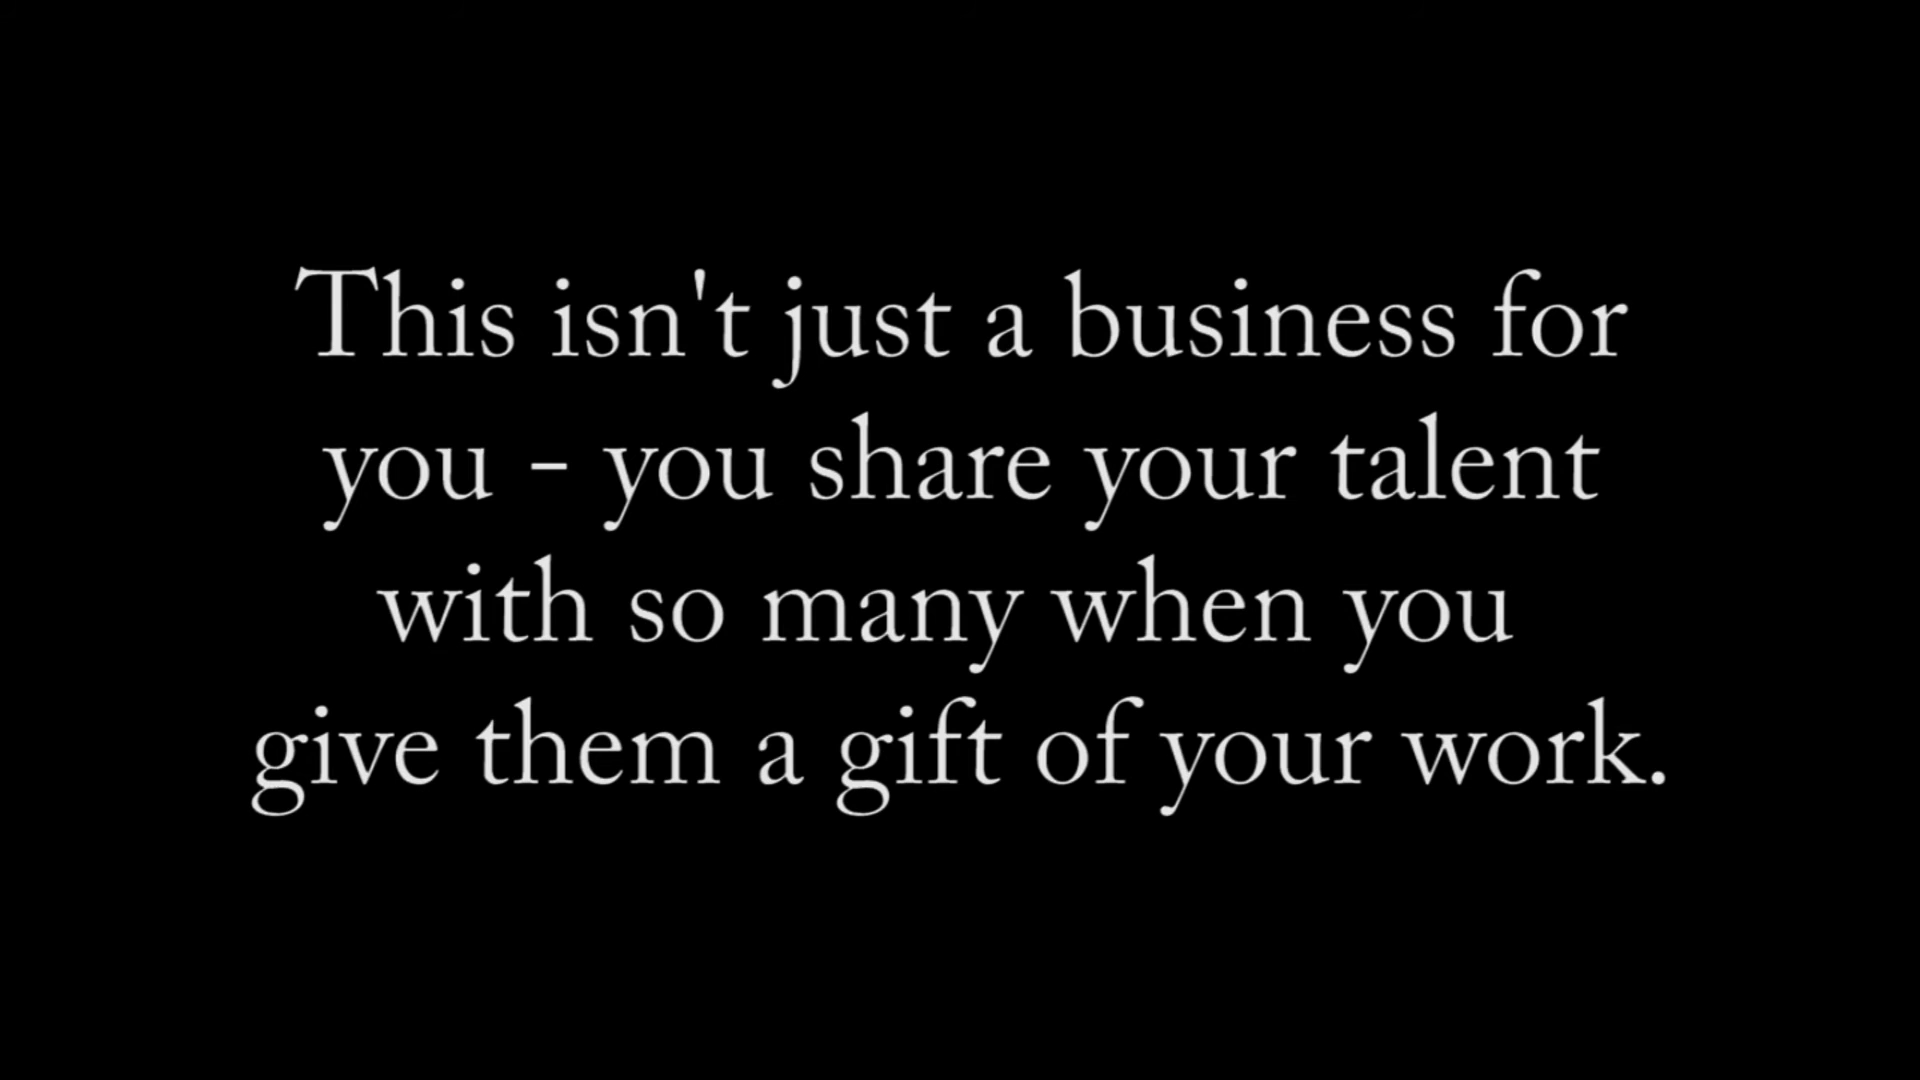 This isn't just a business for
you - you share your talent
with so many when you
give them a gift of your work.